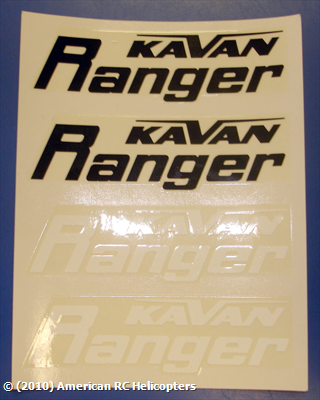 KAVAN
Ranger
KAVAN
Ranger
KAVAN
Ranger
KAVAN
Ranger
© (2010) American RC Helicopters